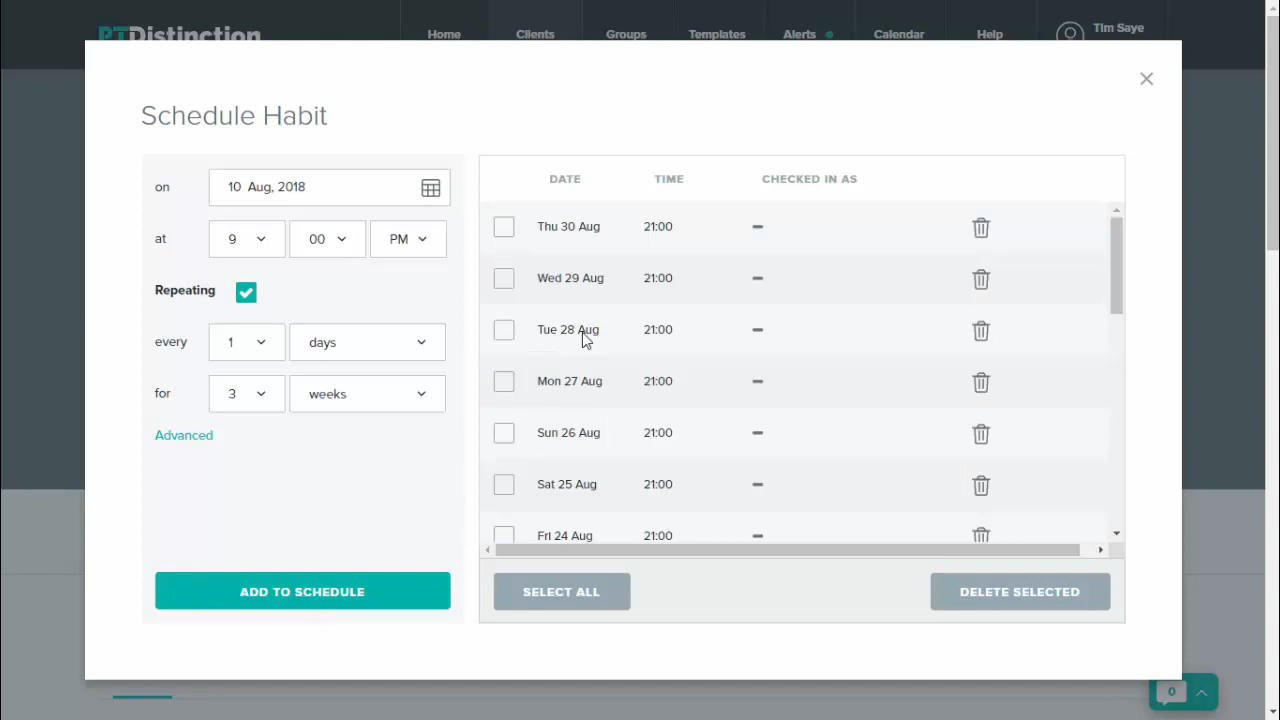 PTDistinction
Home
Clients
Groups
Templates
Alerts
Calendar
Help
Tim Saye
Schedule Habit
on
10 Aug, 2018
at
9
00
PM
Repeating
every
1
days
for
3
weeks
Advanced
ADD TO SCHEDULE
DATE TIME CHECKED IN AS
Thu 30 Aug 21:00 –
Wed 29 Aug 21:00 –
Tue 28 Aug 21:00 –
Mon 27 Aug 21:00 –
Sun 26 Aug 21:00 –
Sat 25 Aug 21:00 –
Fri 24 Aug 21:00 –
SELECT ALL
DELETE SELECTED
0